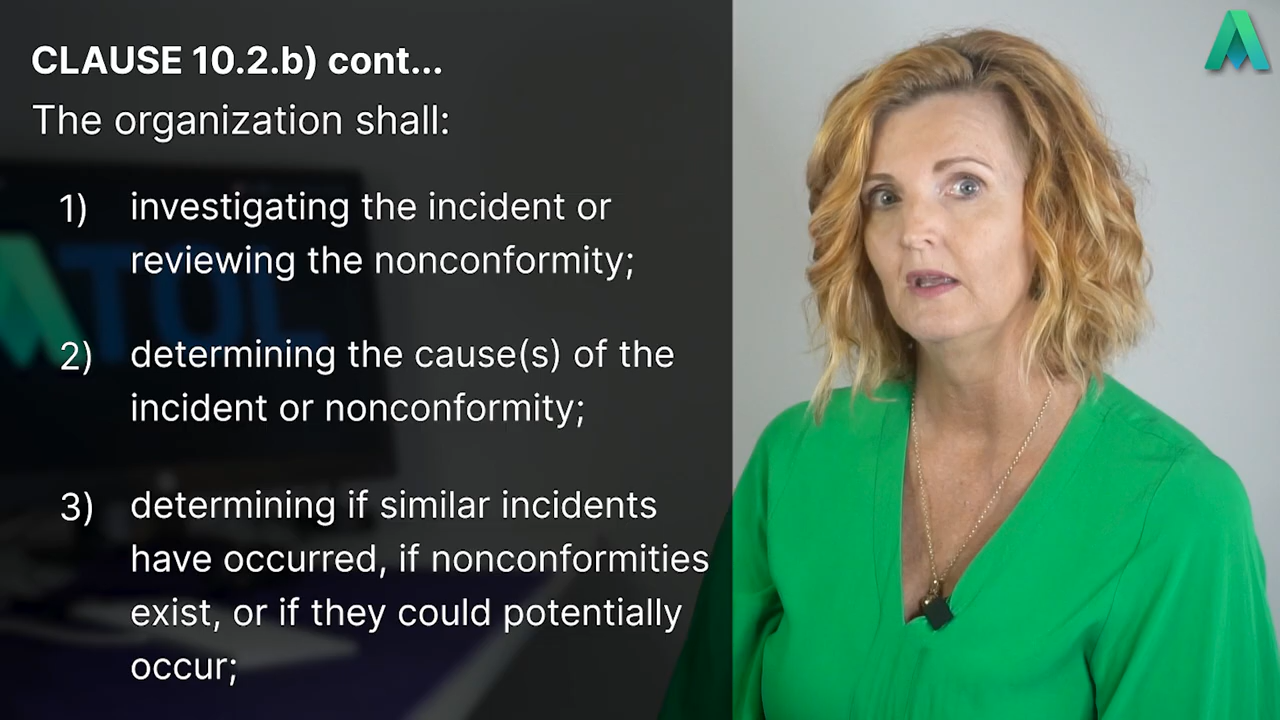 CLAUSE 10.2.b) cont...
The organization shall:
1) investigating the incident or
reviewing the nonconformity;
2) determining the cause(s) of the
incident or nonconformity;
3) determining if similar incidents
have occurred, if nonconformities
exist, or if they could potentially
occur;
ATOL